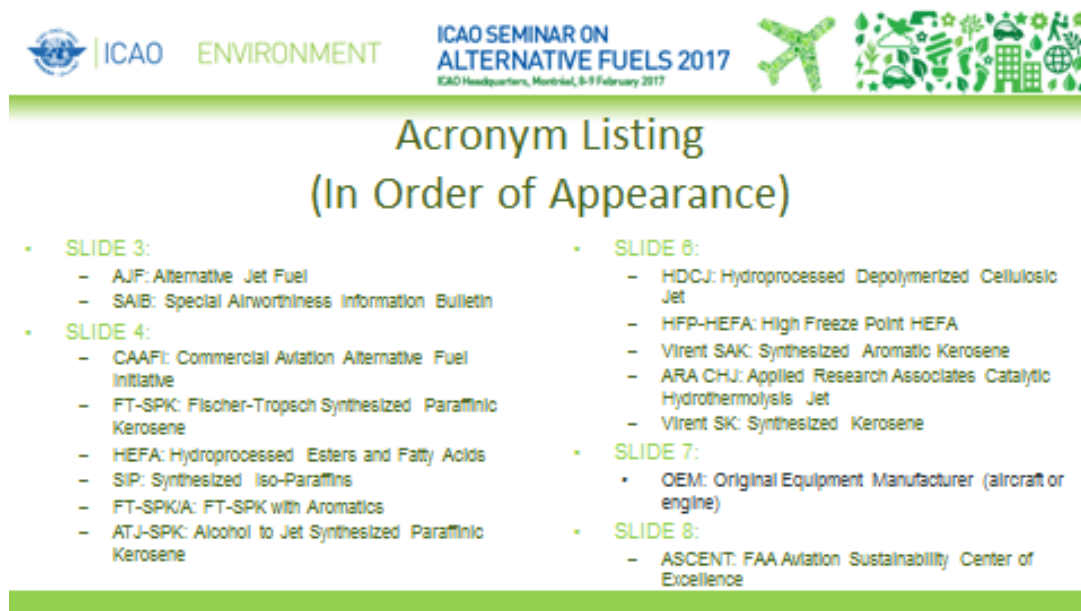 ICAO ENVIRONMENT
ICAO SEMINAR ON
ALTERNATIVE FUELS 2017
ICAO Headquarters, Montréal, 8-9 February 2017
Acronym Listing
(In Order of Appearance)
• SLIDE 3:
– AJF: Alternative Jet Fuel
– SAIB: Special Airworthiness Information Bulletin
• SLIDE 4:
– CAAFI: Commercial Aviation Alternative Fuel
Initiative
– FT-SPK: Fischer-Tropsch Synthesized Paraffinic
Kerosene
– HEFA: Hydroprocessed Esters and Fatty Acids
– SIP: Synthesized Iso-Paraffins
– FT-SPK/A: FT-SPK with Aromatics
– ATJ-SPK: Alcohol to Jet Synthesized Paraffinic
Kerosene
• SLIDE 6:
– HDCJ: Hydroprocessed Depolymerized Cellulosic
Jet
– HFP-HEFA: High Freeze Point HEFA
– Virent SAK: Synthesized Aromatic Kerosene
– ARA CHJ: Applied Research Associates Catalytic
Hydrothermolysis Jet
– Virent SK: Synthesized Kerosene
• SLIDE 7:
• OEM: Original Equipment Manufacturer (aircraft or
engine)
• SLIDE 8:
– ASCENT: FAA Aviation Sustainability Center of
Excellence